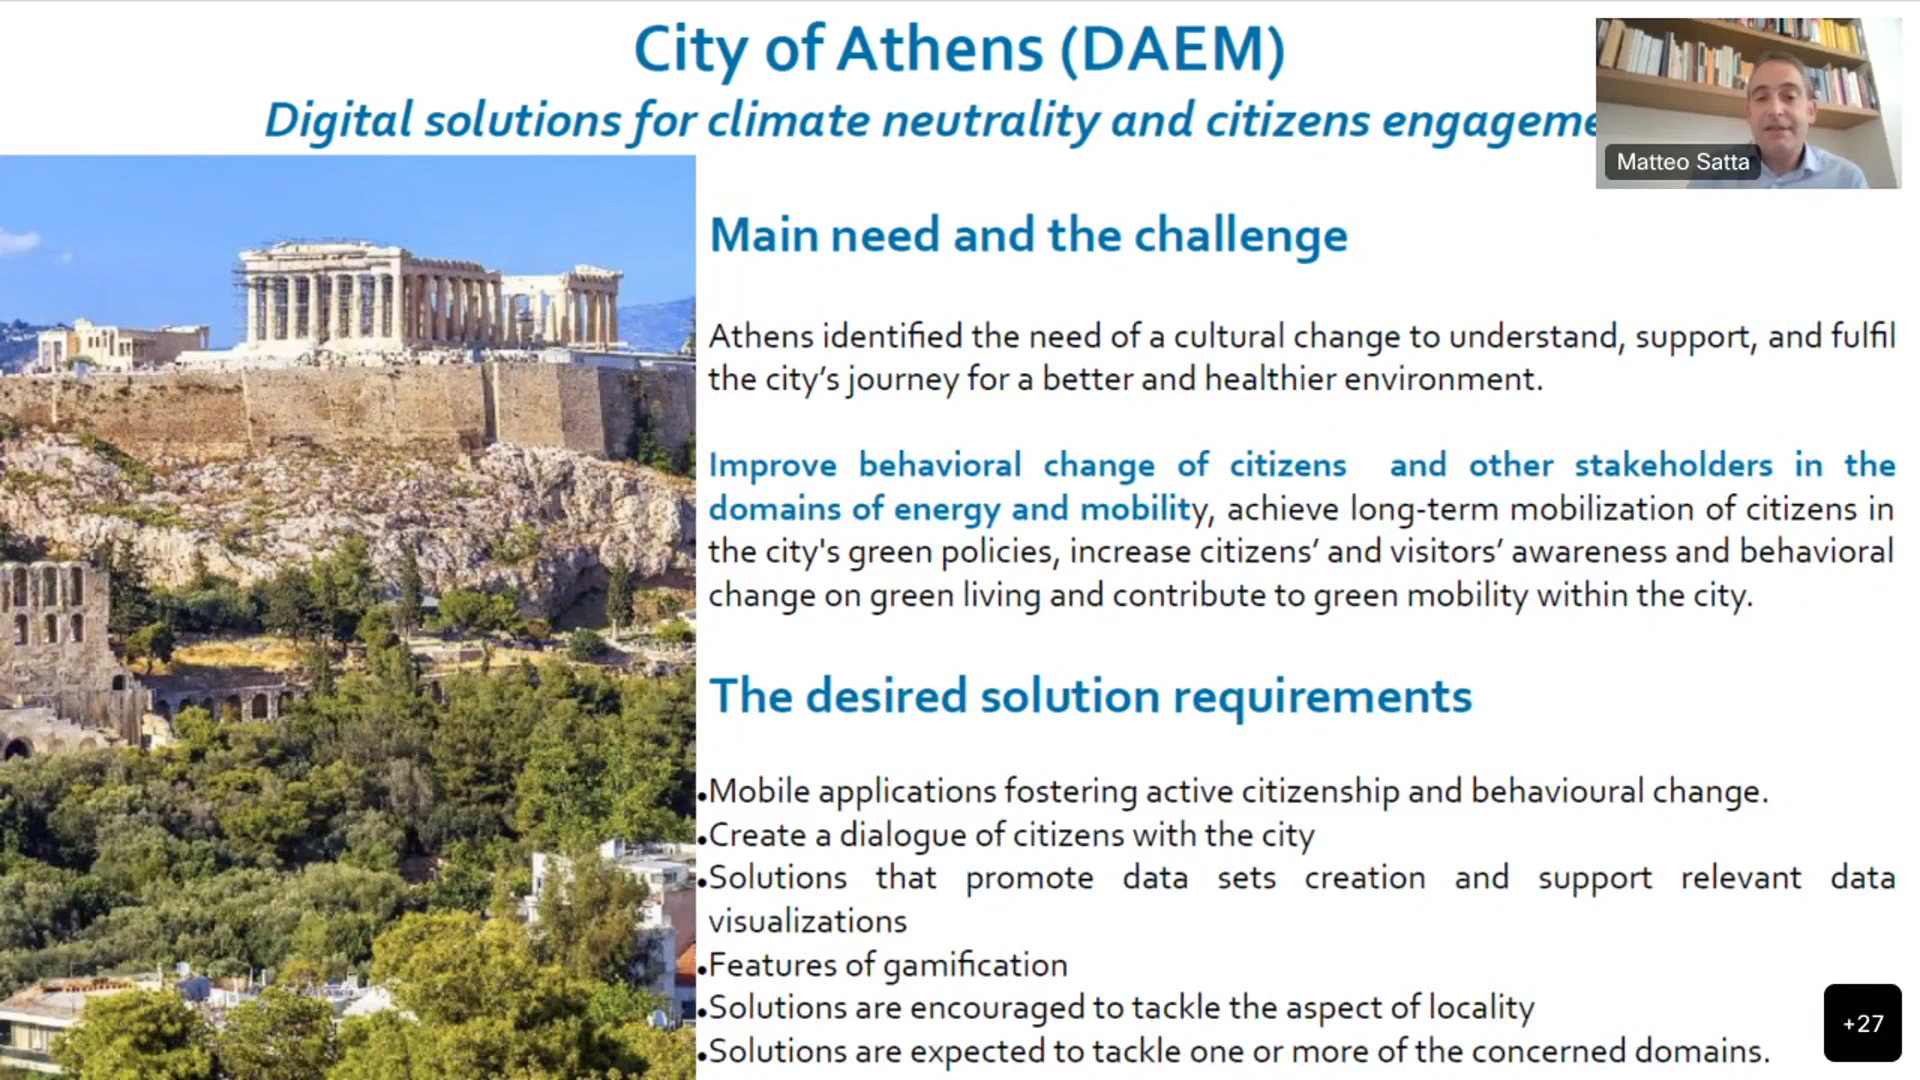 City of Athens (DAEM)
Digital solutions for climate neutrality and citizens engageme
Matteo Satta
Main need and the challenge
Athens identified the need of a cultural change to understand, support, and fulfil
the city’s journey for a better and healthier environment.
Improve behavioral change of citizens and other stakeholders in the
domains of energy and mobility, achieve long-term mobilization of citizens in
the city's green policies, increase citizens’ and visitors’ awareness and behavioral
change on green living and contribute to green mobility within the city.
The desired solution requirements
•Mobile applications fostering active citizenship and behavioural change.
•Create a dialogue of citizens with the city
•Solutions that promote data sets creation and support relevant data
visualizations
•Features of gamification
•Solutions are encouraged to tackle the aspect of locality
•Solutions are expected to tackle one or more of the concerned domains.
+27